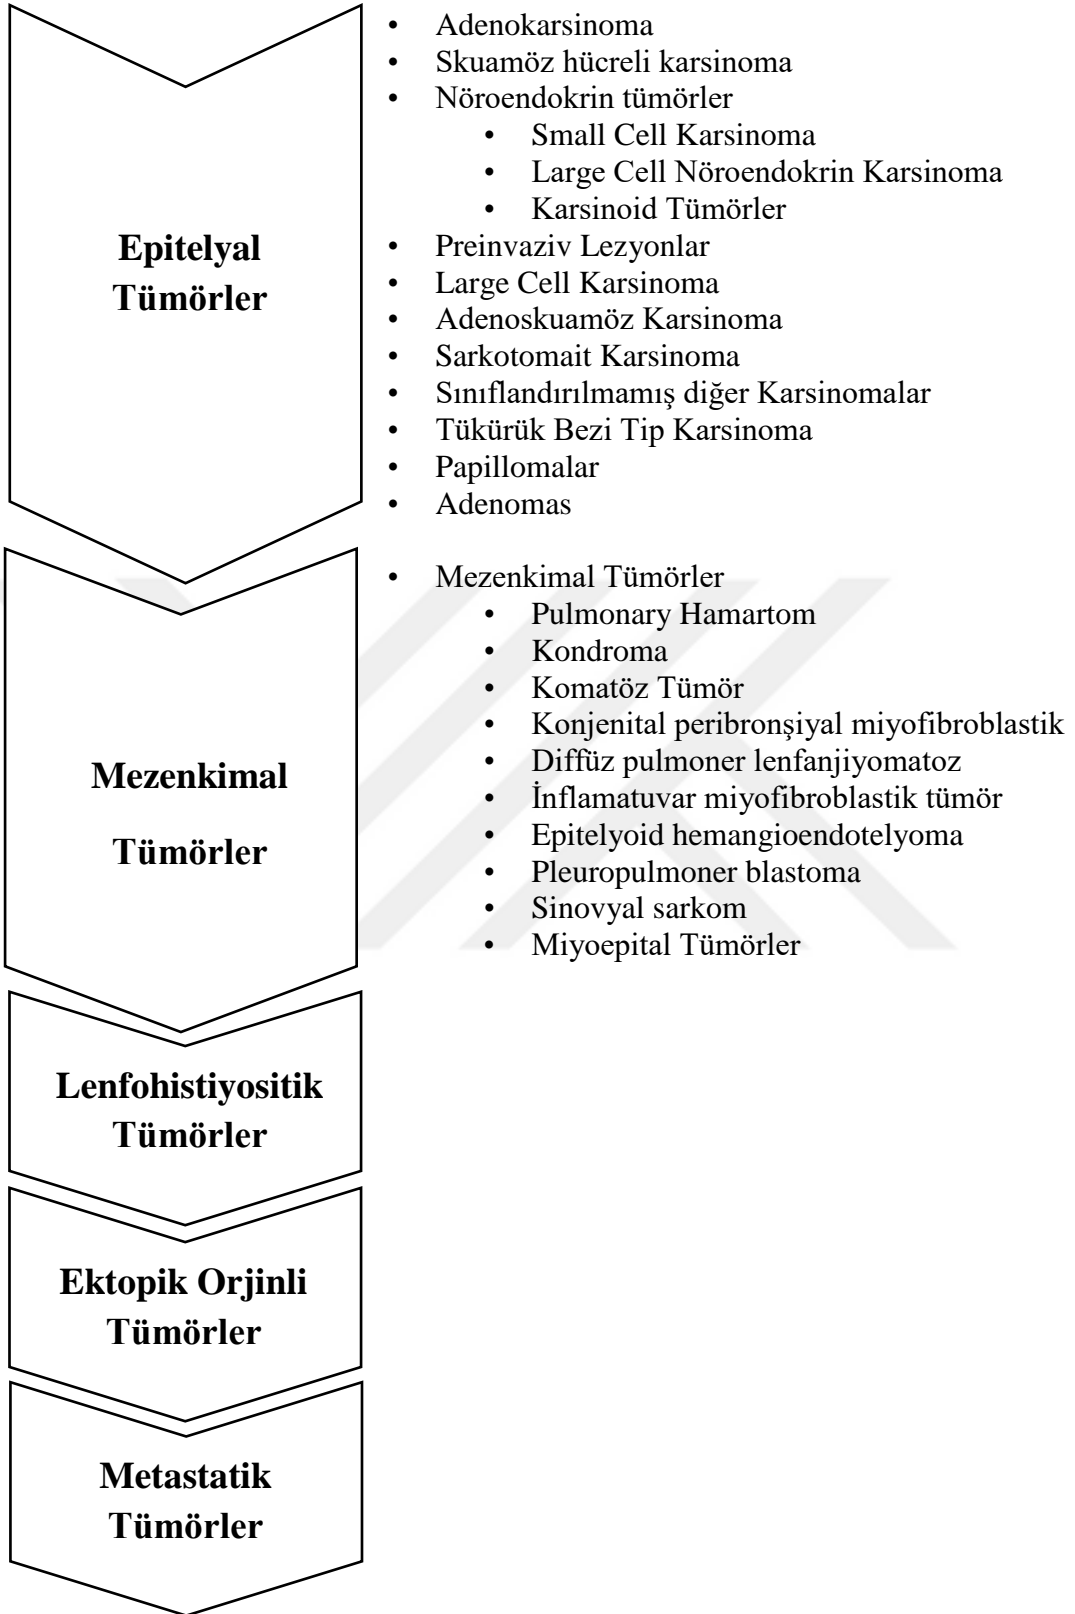 Epitelyal
Tümörler
• Adenokarsinoma
• Skuamöz hücreli karsinoma
• Nöroendokrin tümörler
• Small Cell Karsinoma
• Large Cell Nöroendokrin Karsinoma
• Karsinoid Tümörler
• Preinvaziv Lezyonlar
• Large Cell Karsinoma
• Adenoskuamöz Karsinoma
• Sarkotomait Karsinoma
• Sınıflandırılmamış diğer Karsinomalar
• Tükürük Bezi Tip Karsinoma
• Papillomalar
• Adenomas
Mezenkimal
Tümörler
• Mezenkimal Tümörler
• Pulmonary Hamartom
• Kondroma
• Komatöz Tümör
• Konjenital peribronşiyal miyofibroblastik
• Diffüz pulmoner lenfanjiyomatoz
• İnflamatuvar miyofibroblastik tümör
• Epitelyoid hemangioendotelyoma
• Pleuropulmoner blastoma
• Sinovyal sarkom
• Miyoepital Tümörler
Lenfohistiyositik
Tümörler
Ektopik Orjinli
Tümörler
Metastatik
Tümörler